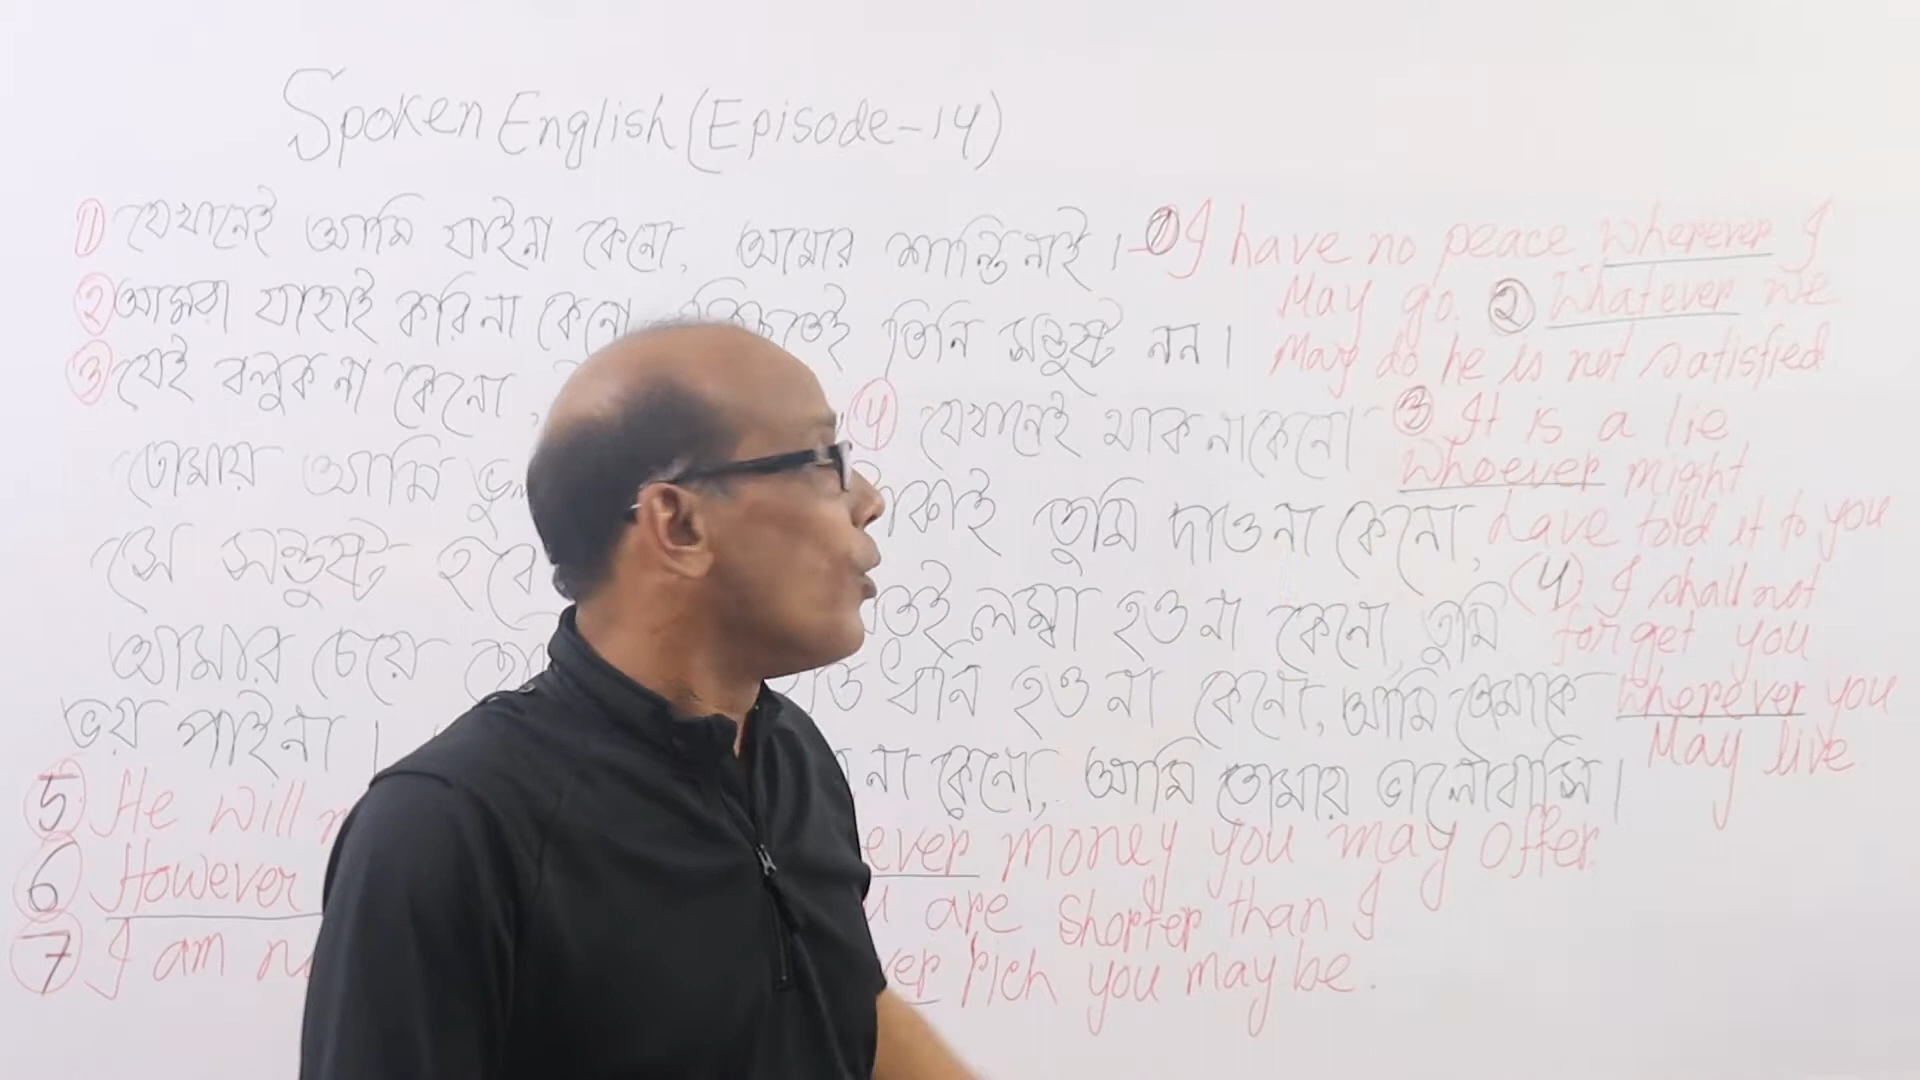 Spoken English (Episode-14)
① যেখানেই আমি যাইনা কেনো, আমার শান্তি নাই। ① I have no peace wherever I
May go. ② Whatever we
② আমরা যাহাই করিনা কেনো তিনি সন্তুষ্ট নন। May do he is not satisfied
③ যেই বলুক না কেনো, ④ যেখানেই থাক না কেনো ③ It is a lie
Whoever might
তোমায় আমি তুমি দাও না কেনো, have told it to you
সে সন্তুষ্ট হবে লম্বা হও না কেনো তুমি (4) I shall not
forget you
আমার চেয়ে ধনি হও না কেনো, আমি তোমাকে wherever you
May live
ভয় পাইনা। না কেনো, আমি তোমায় ভালোবাসি।
5 He will ever money you may offer
6 However are shorter than I
7 I am rich you may be.